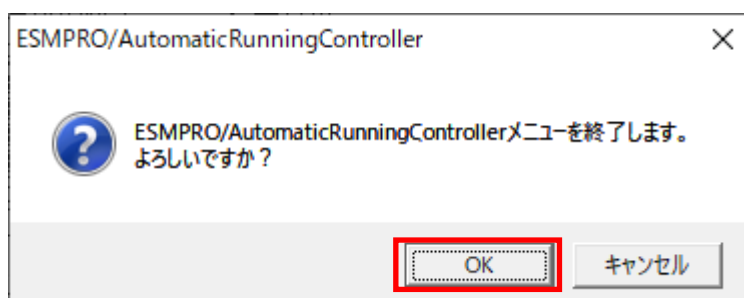 ESMPRO/AutomaticRunningController
ESMPRO/AutomaticRunningControllerメニューを終了します。
よろしいですか？
OK
キャンセル